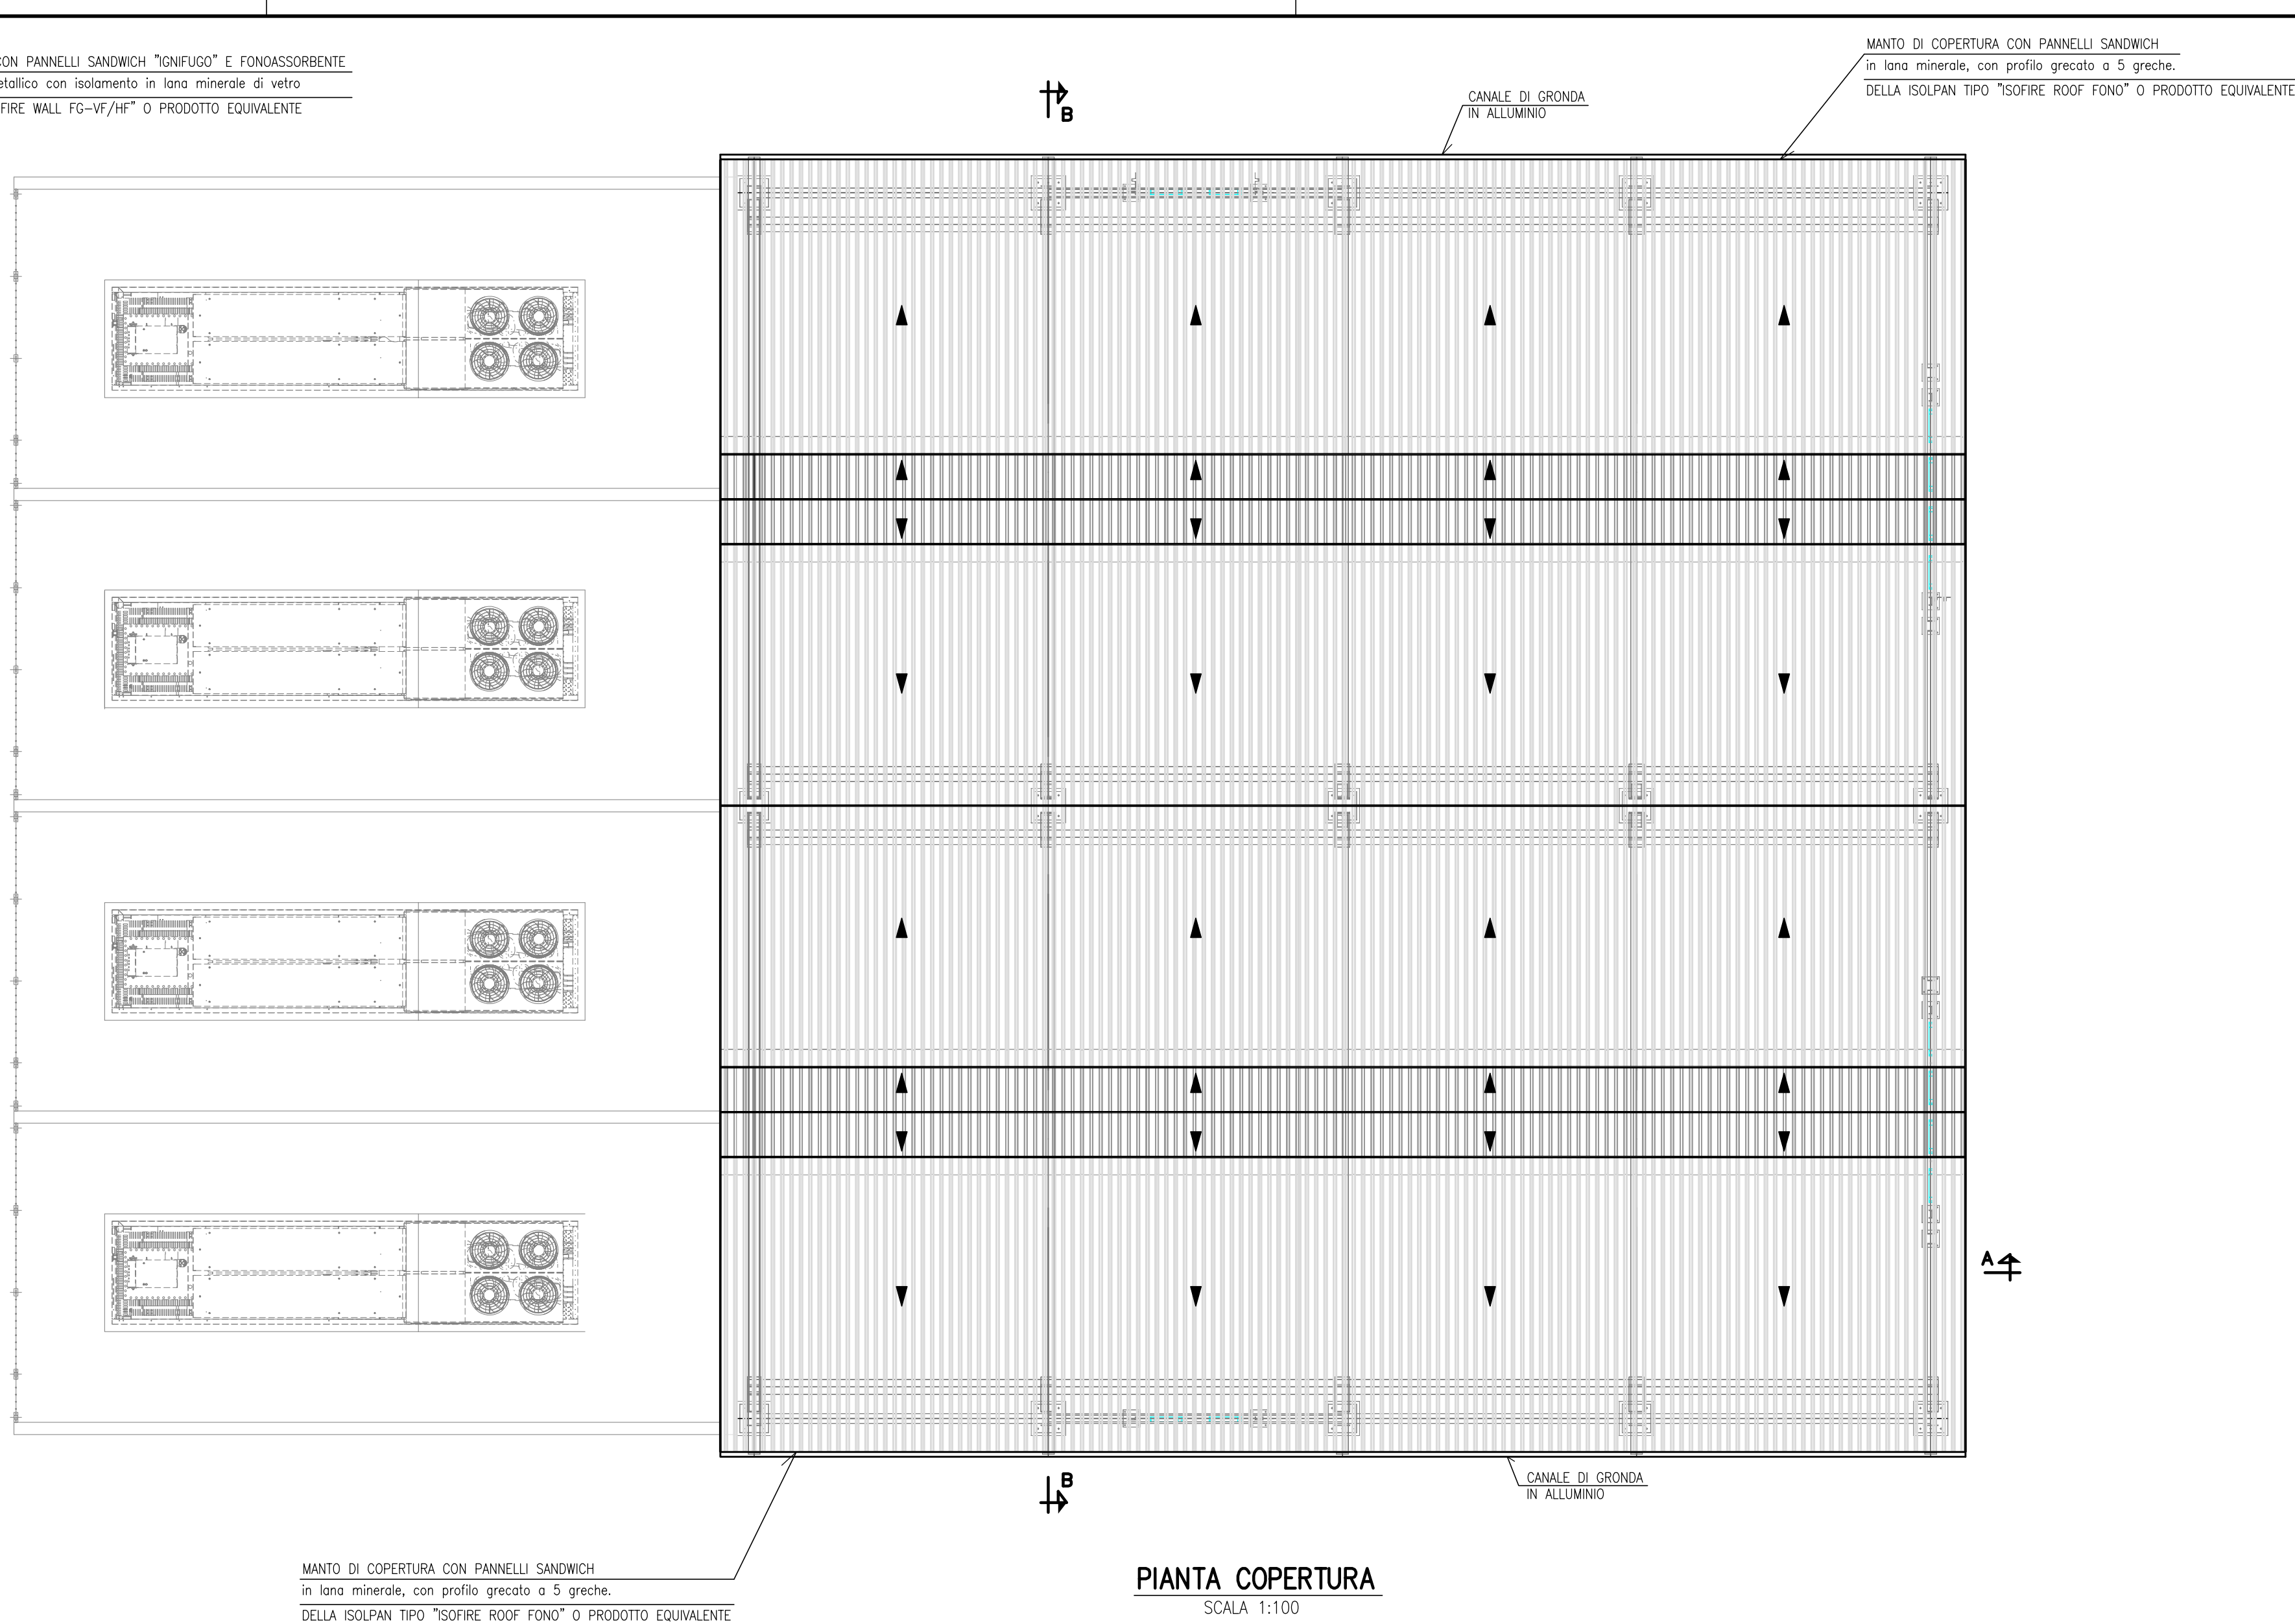 CON PANNELLI SANDWICH "IGNIFUGO" E FONOASSORBENTE
etallico con isolamento in lana minerale di vetro
FIRE WALL FG-VF/HF" O PRODOTTO EQUIVALENTE
B
CANALE DI GRONDA
IN ALLUMINIO
MANTO DI COPERTURA CON PANNELLI SANDWICH
in lana minerale, con profilo grecato a 5 greche.
DELLA ISOLPAN TIPO "ISOFIRE ROOF FONO" O PRODOTTO EQUIVALENTE
A
B
CANALE DI GRONDA
IN ALLUMINIO
MANTO DI COPERTURA CON PANNELLI SANDWICH
in lana minerale, con profilo grecato a 5 greche.
DELLA ISOLPAN TIPO "ISOFIRE ROOF FONO" O PRODOTTO EQUIVALENTE
PIANTA COPERTURA
SCALA 1:100